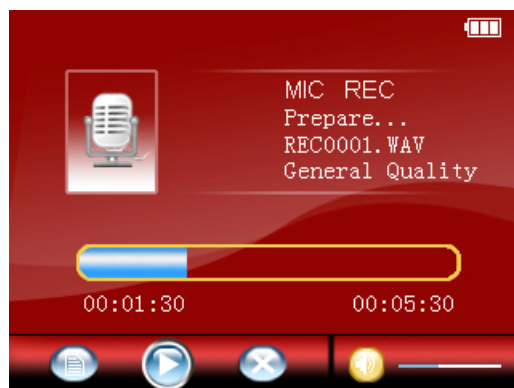 MIC REC
Prepare...
REC0001.WAV
General Quality
00:01:30 00:05:30